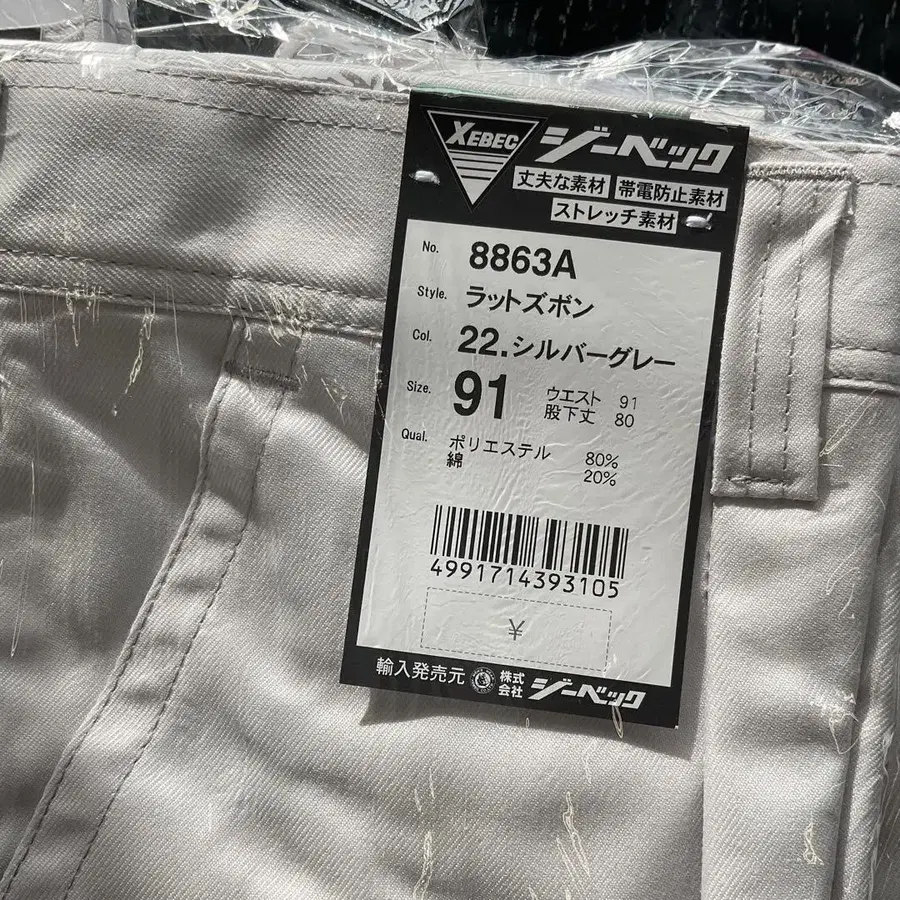 XEBEC ジーベック
丈夫な素材 帯電防止素材
ストレッチ素材
No. 8863A
Style. ラットズボン
Col. 22.シルバーグレー
Size. 91 ウエスト 91
股下丈 80
Qual. ポリエステル 80%
綿 20%
4991714393105
¥
輸入発売元 株式会社 ジーベック